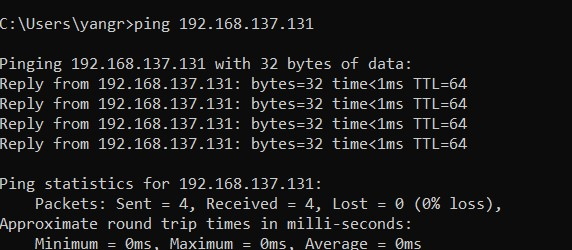 C:\Users\yangr>ping 192.168.137.131
Pinging 192.168.137.131 with 32 bytes of data:
Reply from 192.168.137.131: bytes=32 time<1ms TTL=64
Reply from 192.168.137.131: bytes=32 time<1ms TTL=64
Reply from 192.168.137.131: bytes=32 time<1ms TTL=64
Reply from 192.168.137.131: bytes=32 time<1ms TTL=64
Ping statistics for 192.168.137.131:
Packets: Sent = 4, Received = 4, Lost = 0 (0% loss),
Approximate round trip times in milli-seconds:
Minimum = 0ms, Maximum = 0ms, Average = 0ms